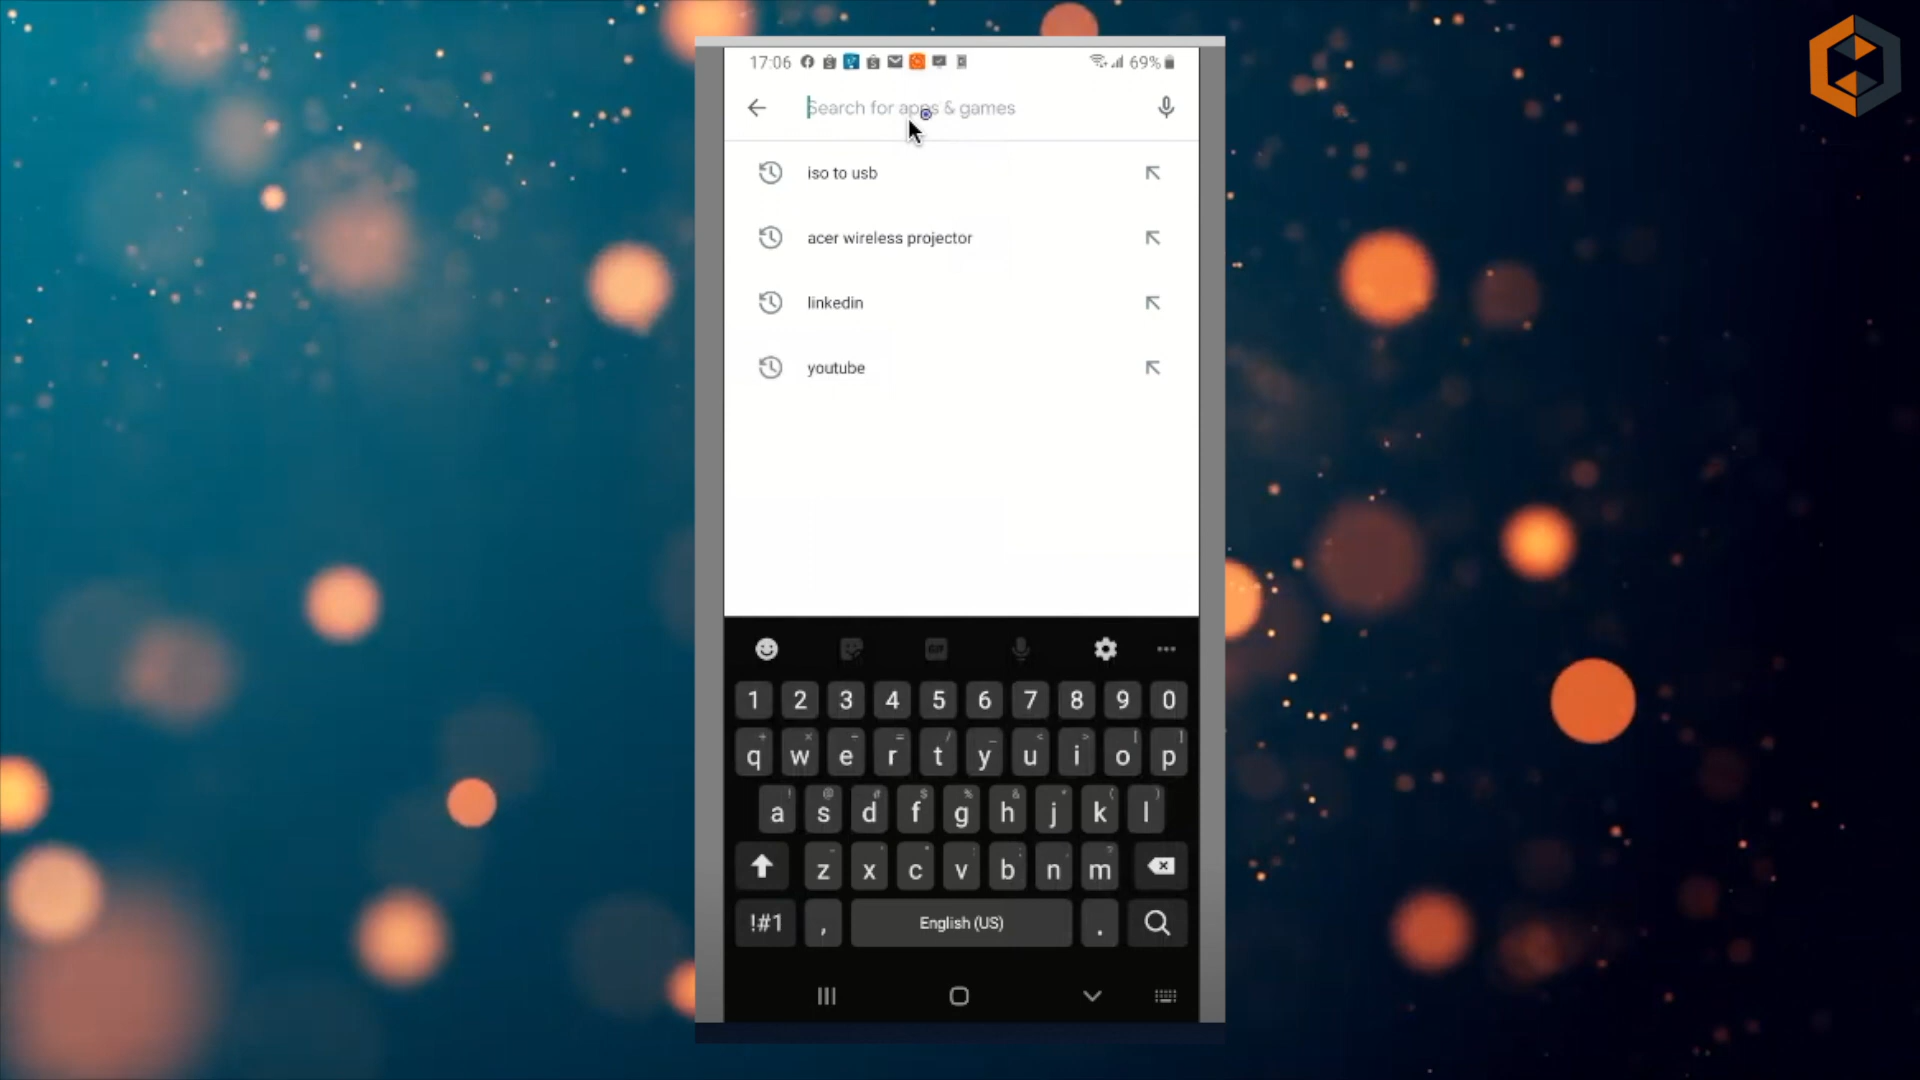 17:06 69%
Search for apps & games
iso to usb
acer wireless projector
linkedin
youtube
GIF
1 2 3 4 5 6 7 8 9 0
q w e r t y u i o p
a s d f g h j k l
z x c v b n m
!#1 , English (US) .